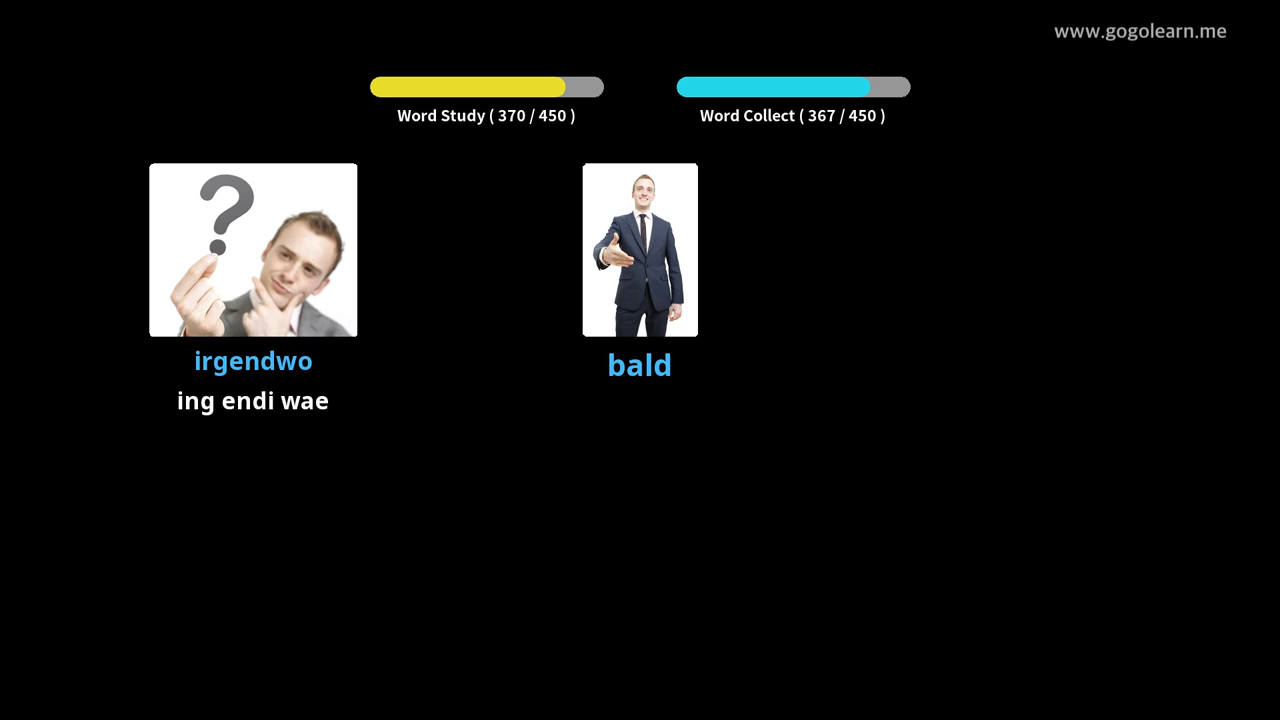 www.gogolearn.me
Word Study ( 370 / 450 )
Word Collect ( 367 / 450 )
?
irgendwo
bald
ing endi wae